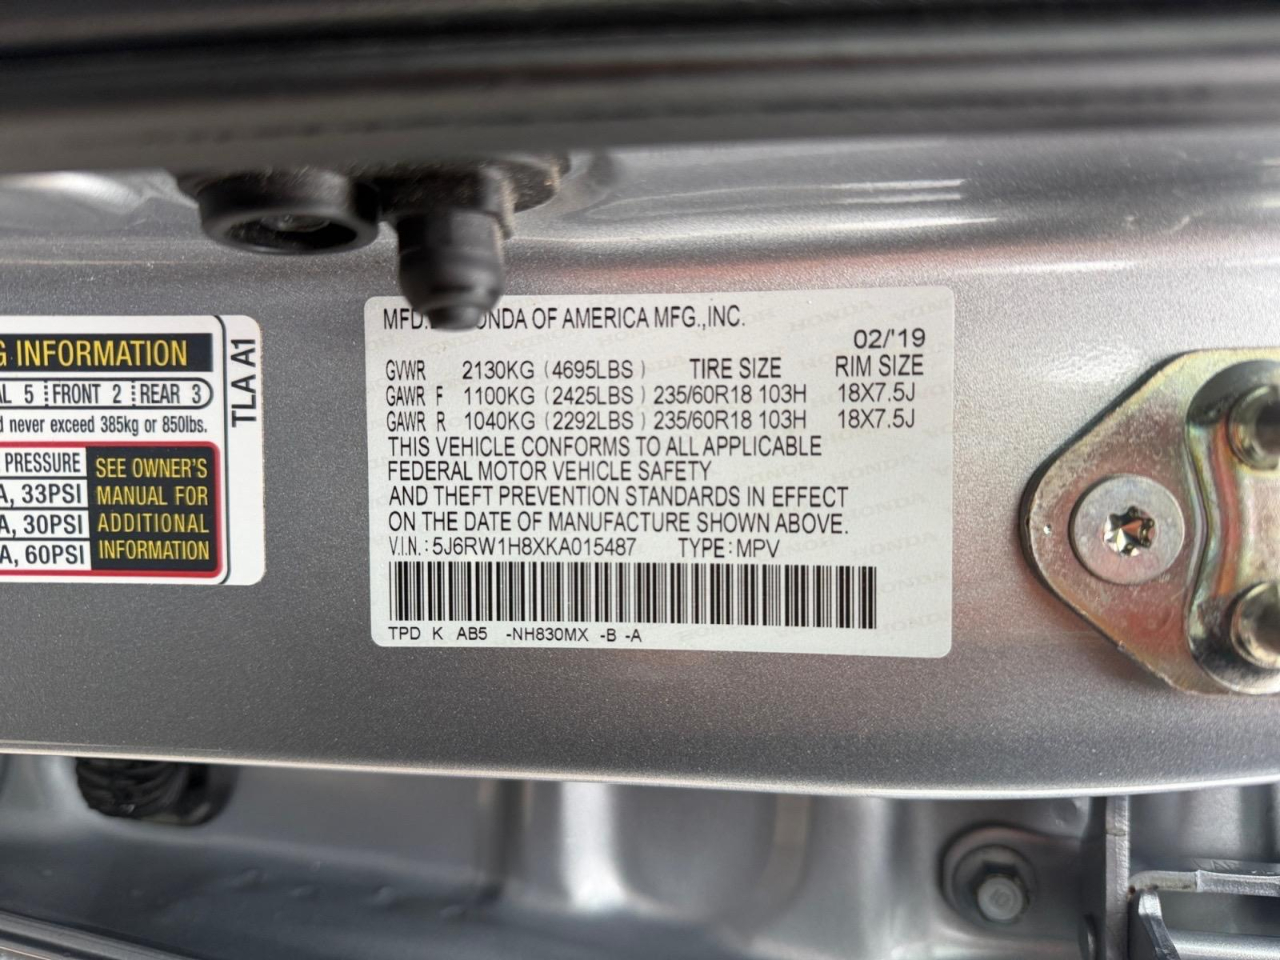 G INFORMATION
AL 5 FRONT 2 REAR 3
d never exceed 385kg or 850lbs.
PRESSURE
A, 33PSI
A, 30PSI
A, 60PSI
SEE OWNER'S
MANUAL FOR
ADDITIONAL
INFORMATION
TLA A1
MFD. ONDA OF AMERICA MFG.,INC.
02/'19
GVWR 2130KG (4695LBS) TIRE SIZE RIM SIZE
GAWR F 1100KG (2425LBS) 235/60R18 103H 18X7.5J
GAWR R 1040KG (2292LBS) 235/60R18 103H 18X7.5J
THIS VEHICLE CONFORMS TO ALL APPLICABLE
FEDERAL MOTOR VEHICLE SAFETY
AND THEFT PREVENTION STANDARDS IN EFFECT
ON THE DATE OF MANUFACTURE SHOWN ABOVE.
V.I.N.: 5J6RW1H8XKA015487 TYPE: MPV
TPD K AB5 -NH830MX -B -A